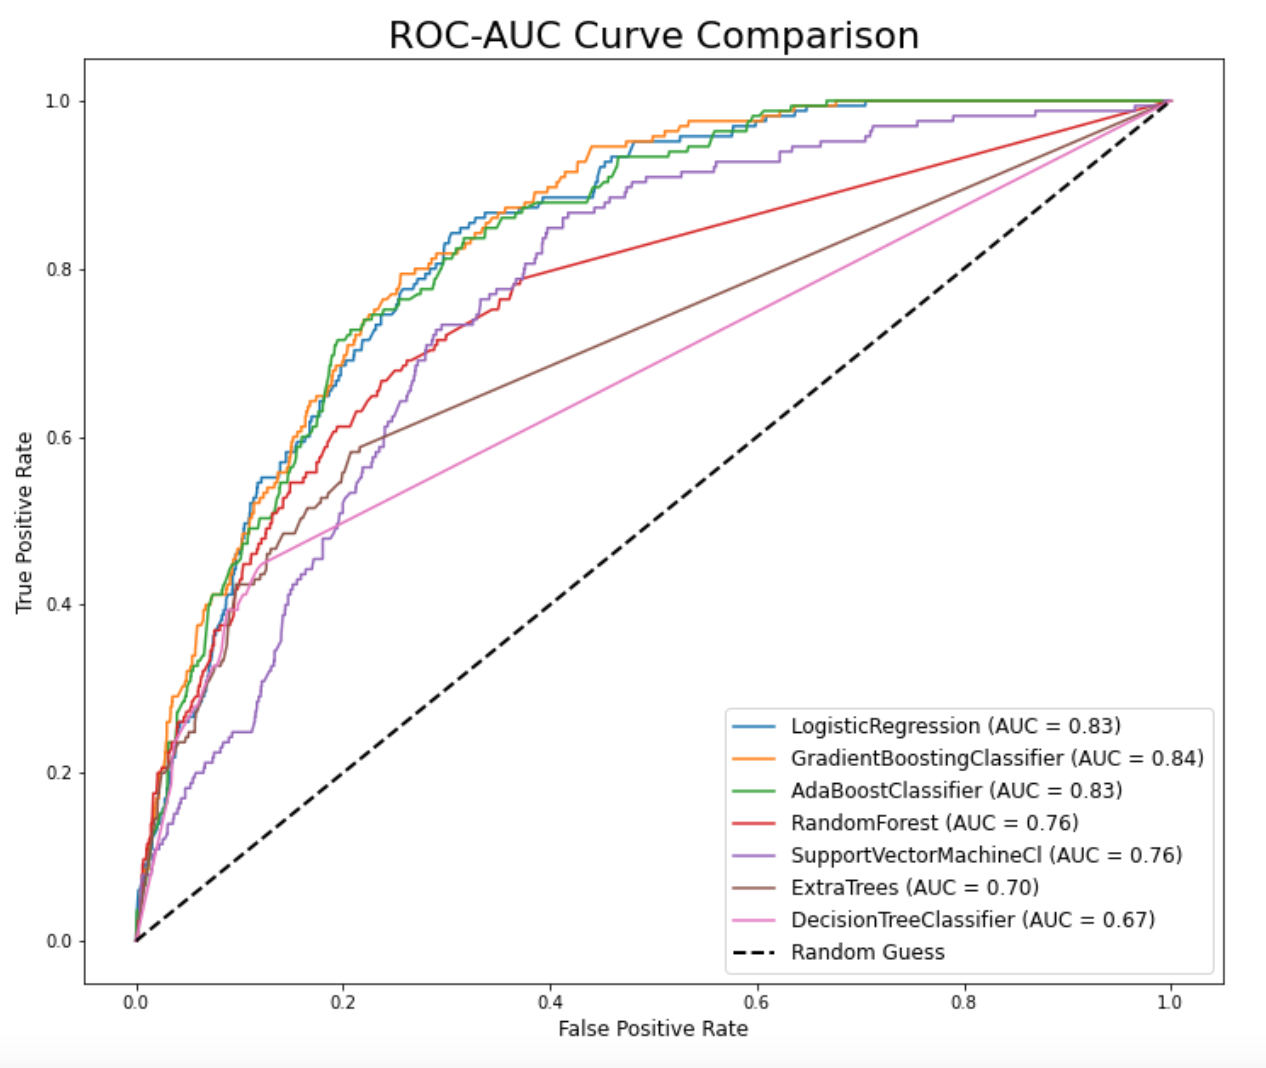 ROC-AUC Curve Comparison
1.0
0.8
0.6
0.4
0.2
0.0
True Positive Rate
LogisticRegression (AUC = 0.83)
GradientBoostingClassifier (AUC = 0.84)
AdaBoostClassifier (AUC = 0.83)
RandomForest (AUC = 0.76)
SupportVectorMachineCl (AUC = 0.76)
ExtraTrees (AUC = 0.70)
DecisionTreeClassifier (AUC = 0.67)
Random Guess
0.0 0.2 0.4 0.6 0.8 1.0
False Positive Rate